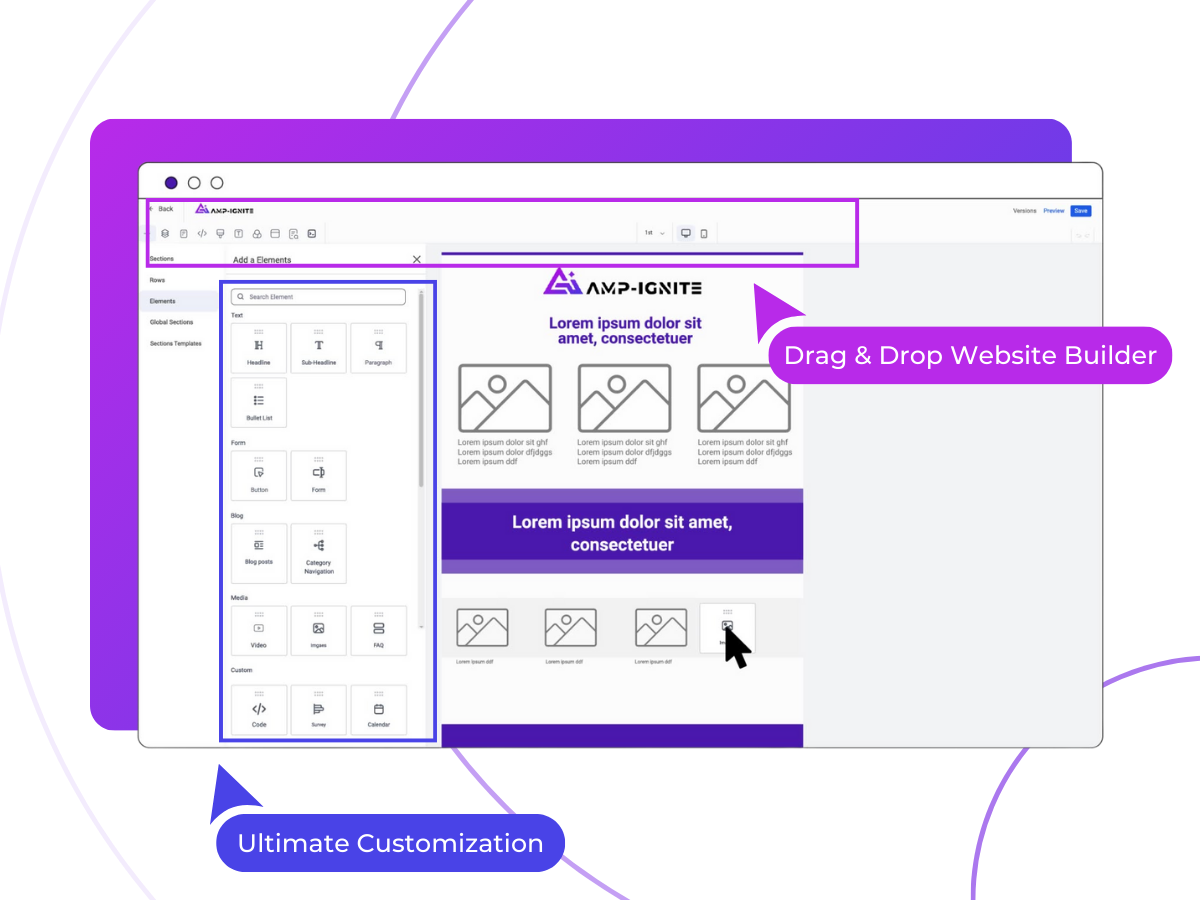 Back
AMP-IGNITE
Versions
Preview
Save
1st
Sections
Rows
Elements
Global Sections
Sections Templates
Add a Elements
Search Element
Text
Headline
Sub-Headline
Paragraph
Bullet List
Form
Button
Form
Blog
Blog posts
Category
Navigation
Media
Video
Imgaes
FAQ
Custom
Code
Survey
Calendar
AMP-IGNITE
Lorem ipsum dolor sit
amet, consectetuer
Lorem ipsum dolor sit ghf
Lorem ipsum dolor dfjdggs
Lorem ipsum ddf
Lorem ipsum dolor sit ghf
Lorem ipsum dolor dfjdggs
Lorem ipsum ddf
Lorem ipsum dolor sit ghf
Lorem ipsum dolor dfjdggs
Lorem ipsum ddf
Lorem ipsum dolor sit amet,
consectetuer
Lorem ipsum ddf
Lorem ipsum ddf
Lorem ipsum ddf
Drag & Drop Website Builder
Ultimate Customization